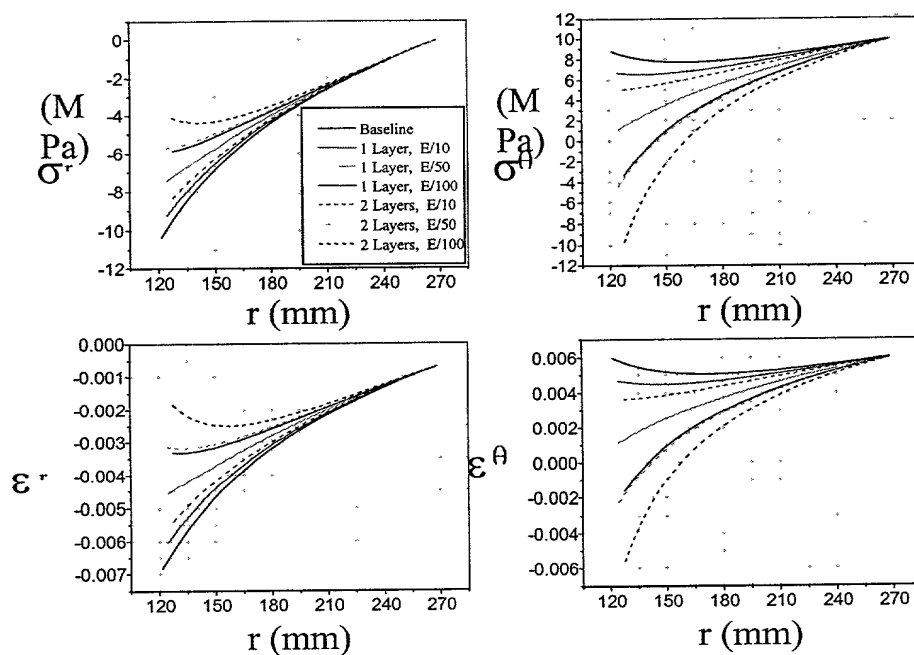 0
-2
-4
-6
-8
-10
-12
(M
Pa)
σ r
Baseline
1 Layer, E/10
1 Layer, E/50
1 Layer, E/100
2 Layers, E/10
2 Layers, E/50
2 Layers, E/100
120 150 180 210 240 270
r (mm)
12
10
8
6
4
2
0
-2
-4
-6
-8
-10
-12
(M
Pa)
σ θ
120 150 180 210 240 270
r (mm)
0.000
-0.001
-0.002
-0.003
-0.004
-0.005
-0.006
-0.007
ε r
120 150 180 210 240 270
r (mm)
0.006
0.004
0.002
0.000
-0.002
-0.004
-0.006
ε θ
120 150 180 210 240 270
r (mm)